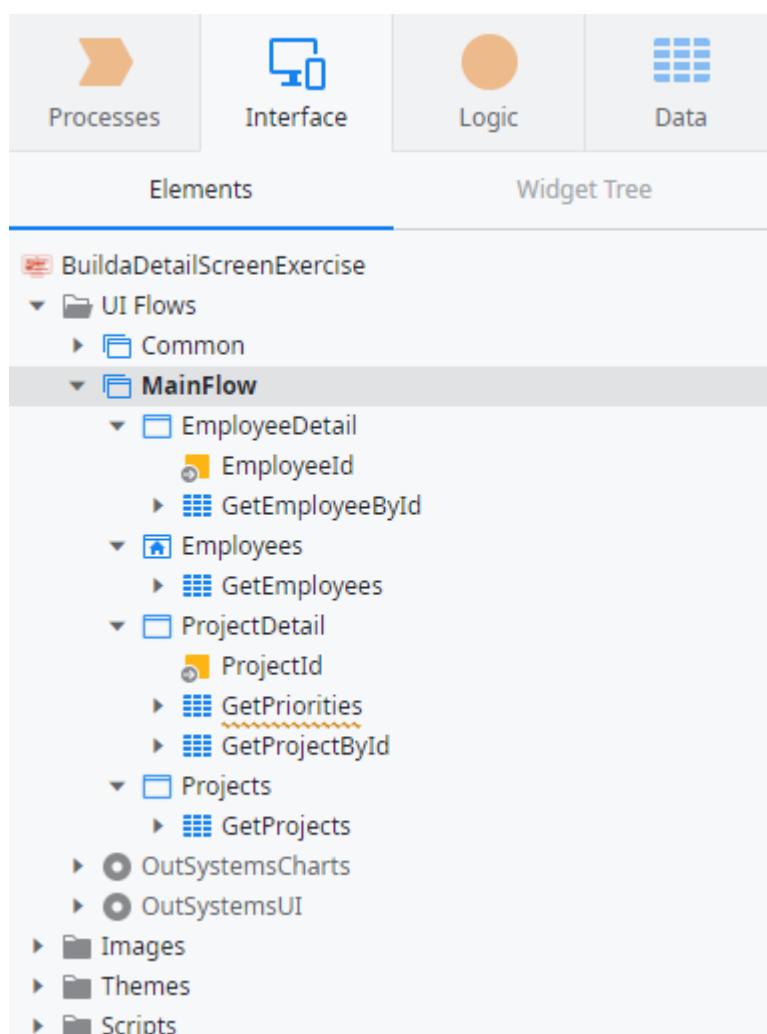 Processes
Interface
Logic
Data
Elements
Widget Tree
BuildaDetailScreenExercise
UI Flows
Common
MainFlow
EmployeeDetail
EmployeeId
GetEmployeeById
Employees
GetEmployees
ProjectDetail
ProjectId
GetPriorities
GetProjectById
Projects
GetProjects
OutSystemsCharts
OutSystemsUI
Images
Themes
Scripts